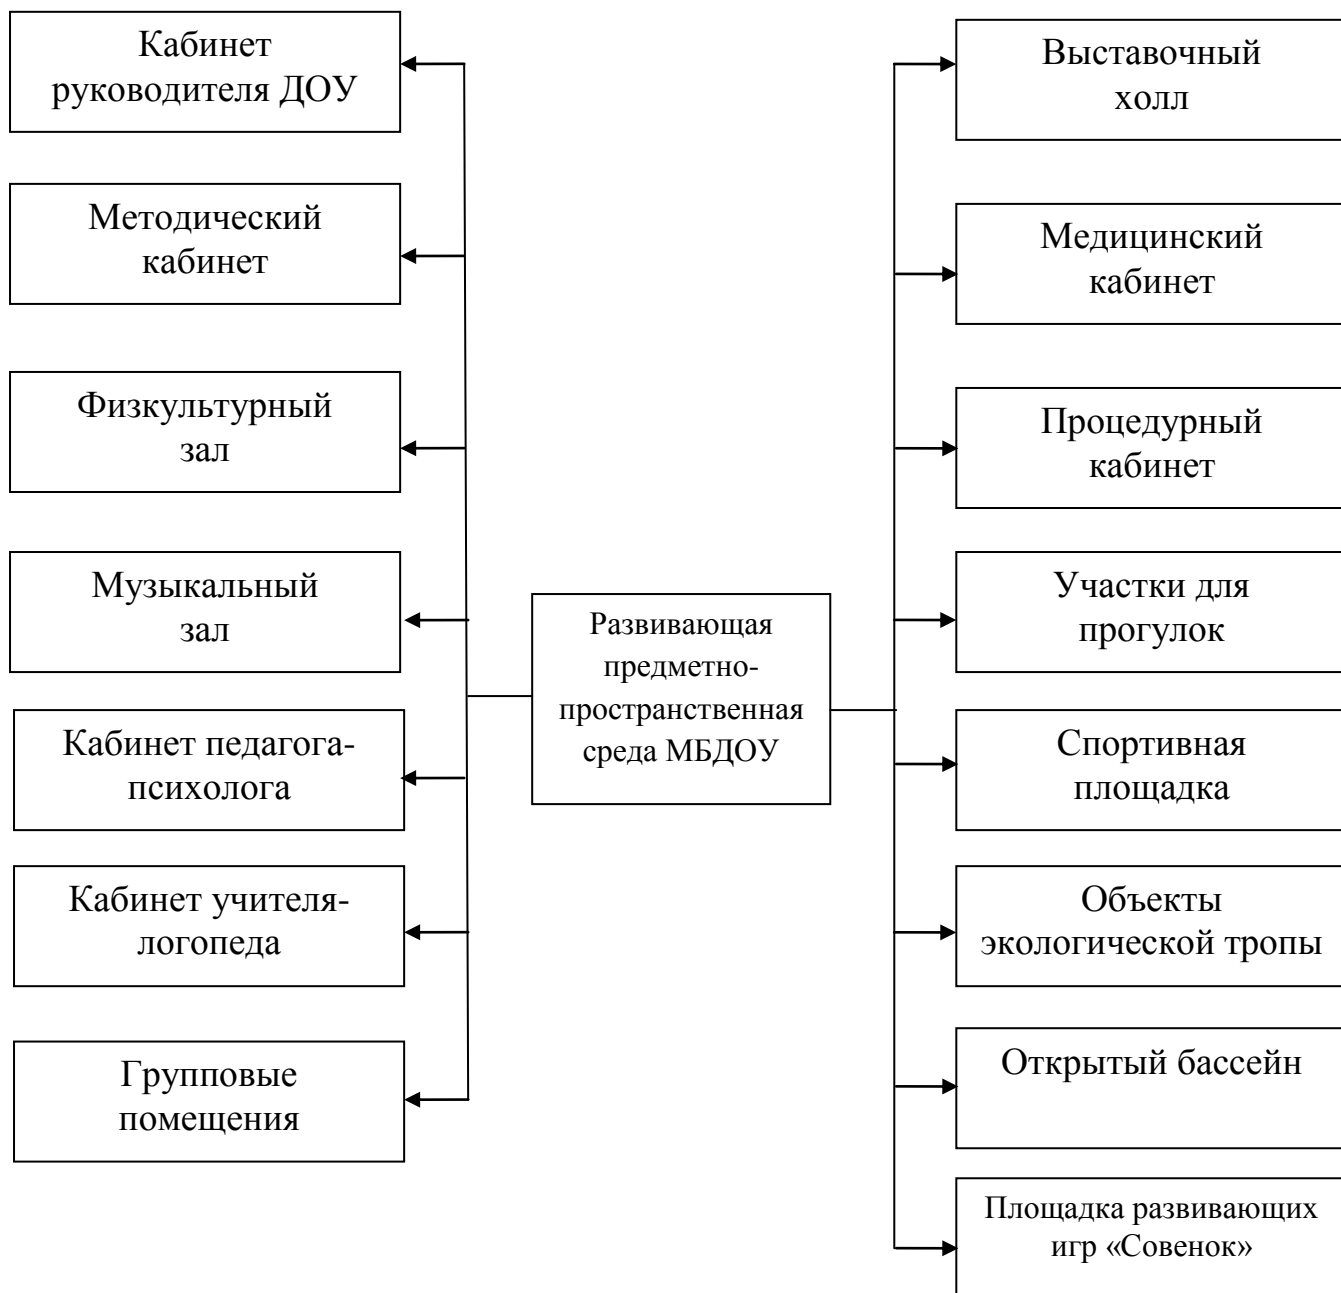 Кабинет
руководителя ДОУ
Методический
кабинет
Физкультурный
зал
Музыкальный
зал
Кабинет педагога-
психолога
Кабинет учителя-
логопеда
Групповые
помещения
Развивающая
предметно-
пространственная
среда МБДОУ
Выставочный
холл
Медицинский
кабинет
Процедурный
кабинет
Участки для
прогулок
Спортивная
площадка
Объекты
экологической тропы
Открытый бассейн
Площадка развивающих
игр «Совенок»